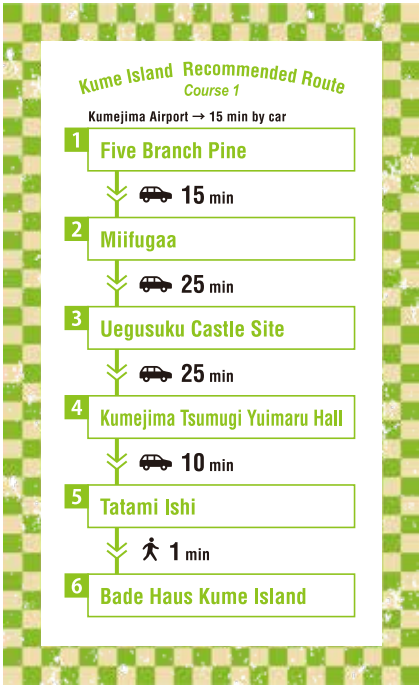 Kume Island Recommended Route
Course 1
Kumejima Airport → 15 min by car
1
Five Branch Pine
15 min
2
Miifugaa
25 min
3
Uegusuku Castle Site
25 min
4
Kumejima Tsumugi Yuimaru Hall
10 min
5
Tatami Ishi
1 min
6
Bade Haus Kume Island